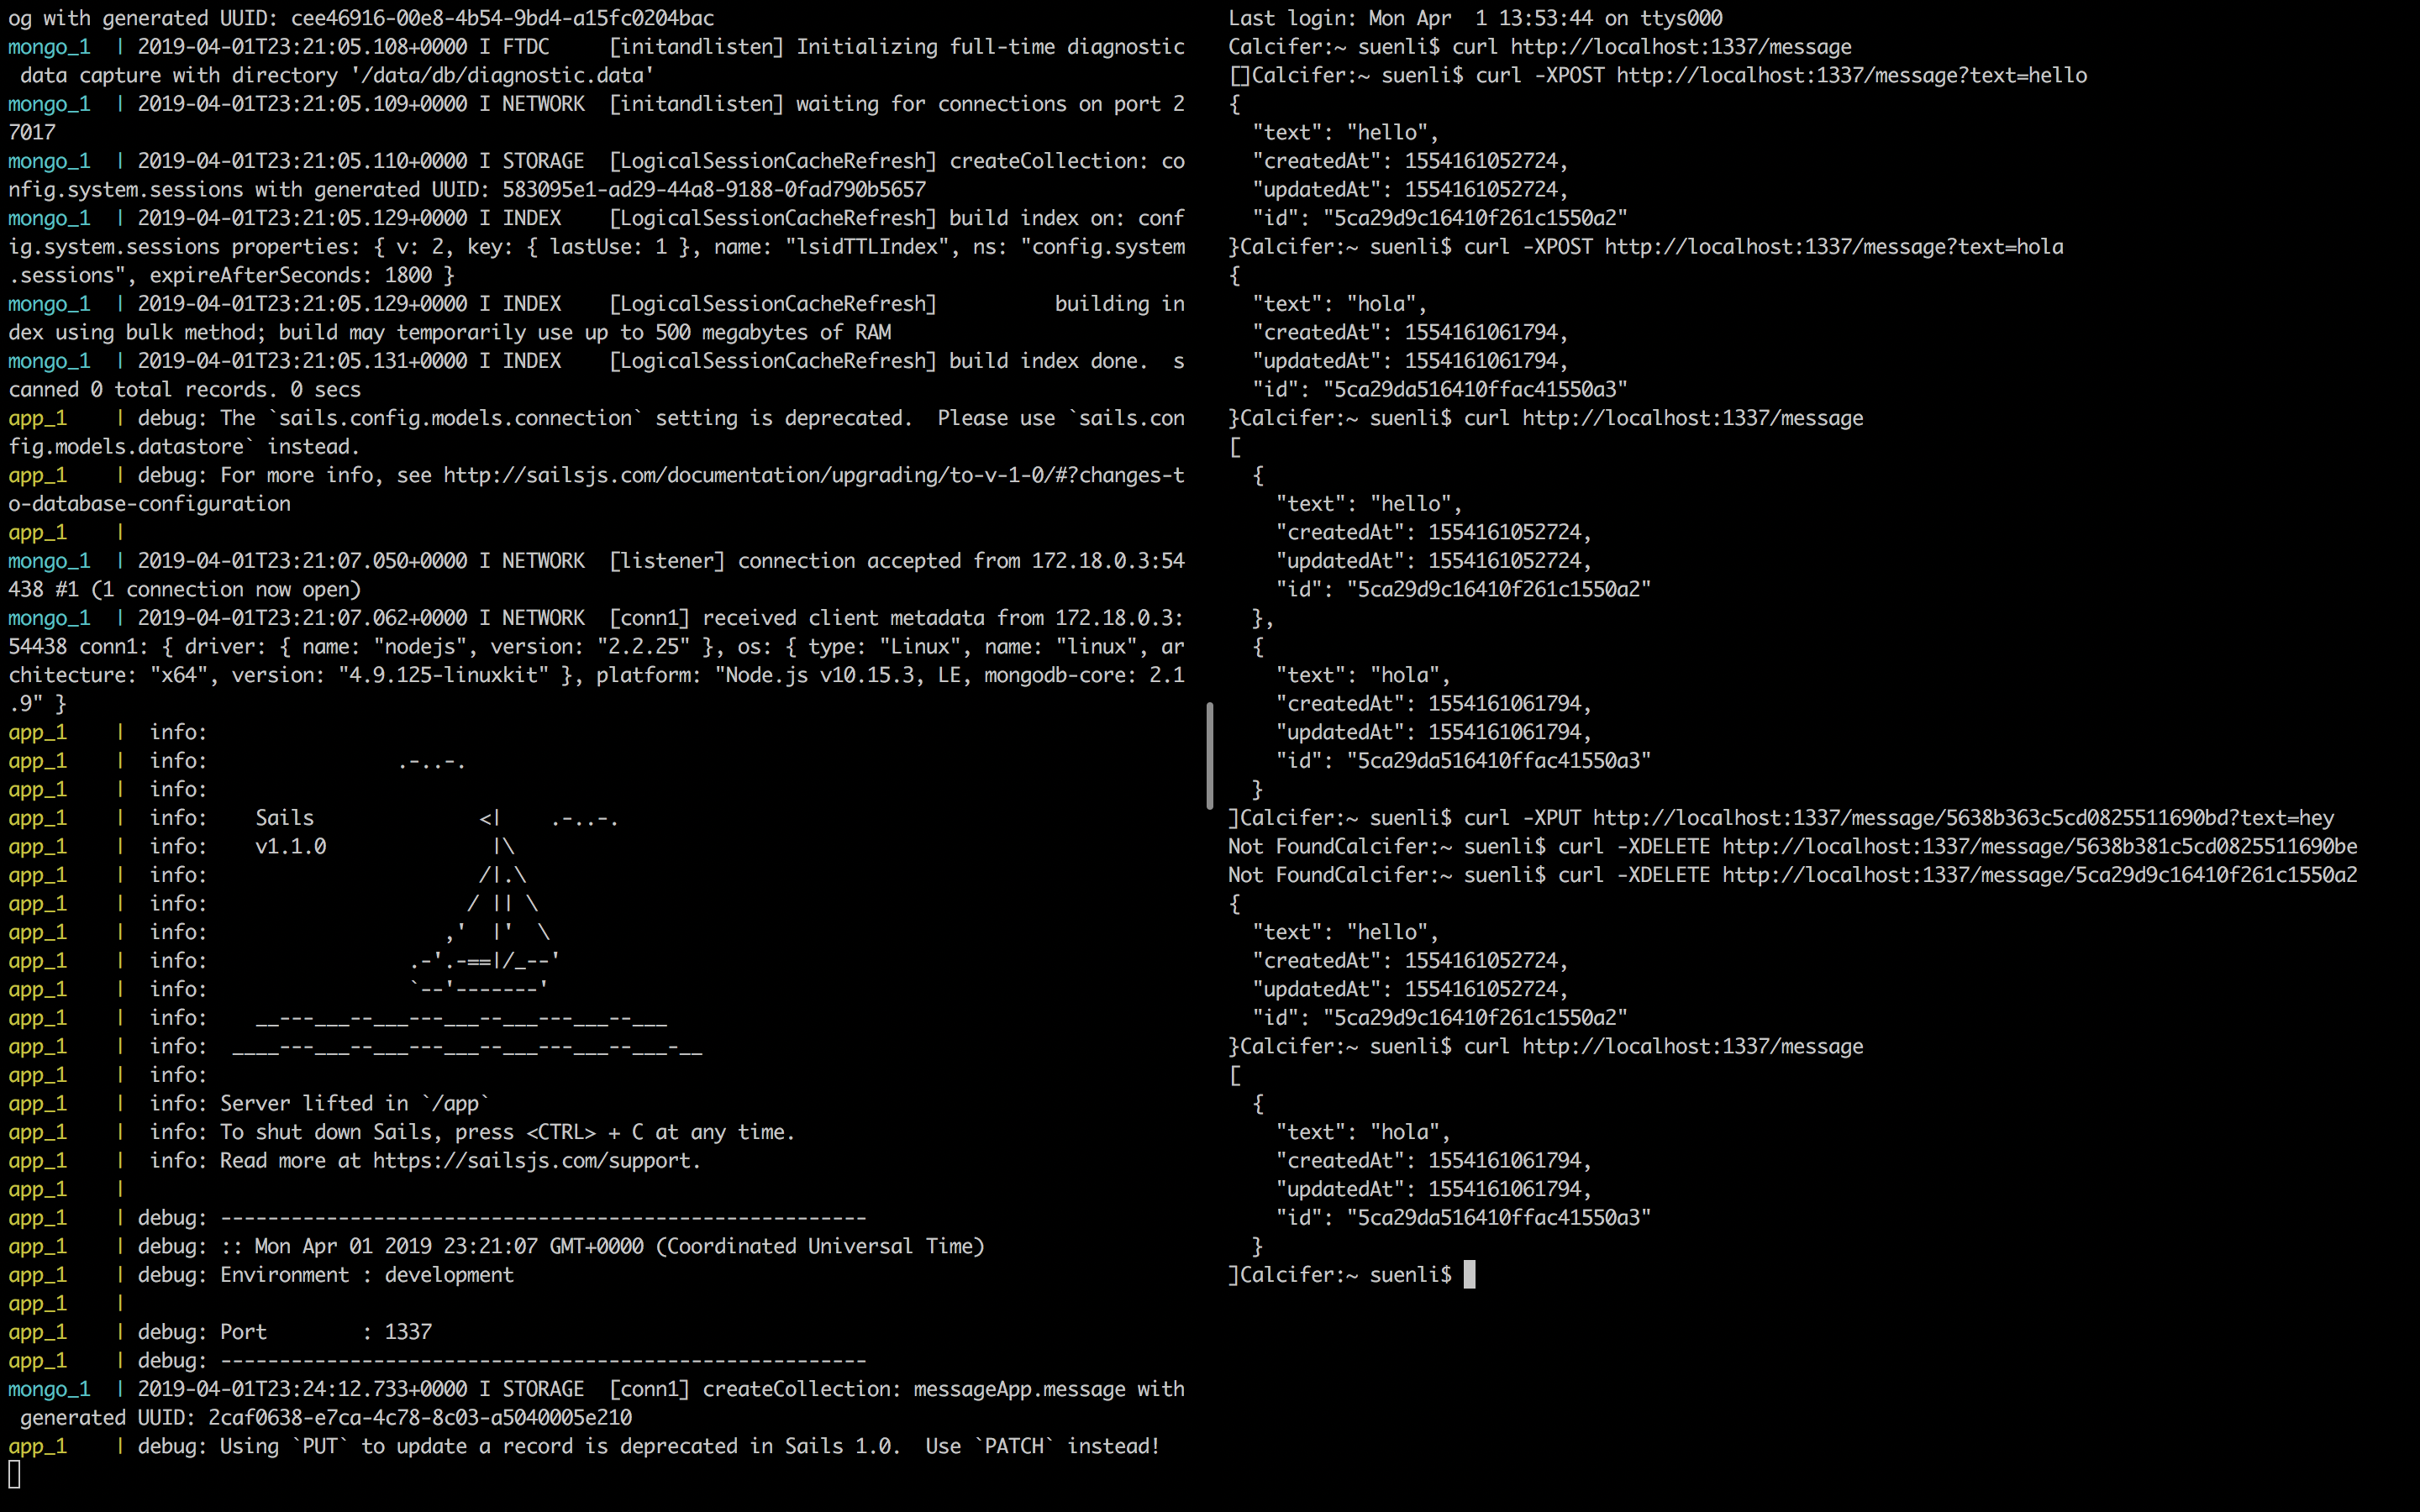 og with generated UUID: cee46916-00e8-4b54-9bd4-a15fc0204bac
mongo_1  | 2019-04-01T23:21:05.108+0000 I FTDC     [initandlisten] Initializing full-time diagnostic
 data capture with directory '/data/db/diagnostic.data'
mongo_1  | 2019-04-01T23:21:05.109+0000 I NETWORK  [initandlisten] waiting for connections on port 2
7017
mongo_1  | 2019-04-01T23:21:05.110+0000 I STORAGE  [LogicalSessionCacheRefresh] createCollection: co
nfig.system.sessions with generated UUID: 583095e1-ad29-44a8-9188-0fad790b5657
mongo_1  | 2019-04-01T23:21:05.129+0000 I INDEX    [LogicalSessionCacheRefresh] build index on: conf
ig.system.sessions properties: { v: 2, key: { lastUse: 1 }, name: "lsidTTLIndex", ns: "config.system
.sessions", expireAfterSeconds: 1800 }
mongo_1  | 2019-04-01T23:21:05.129+0000 I INDEX    [LogicalSessionCacheRefresh]          building in
dex using bulk method; build may temporarily use up to 500 megabytes of RAM
mongo_1  | 2019-04-01T23:21:05.131+0000 I INDEX    [LogicalSessionCacheRefresh] build index done.  s
canned 0 total records. 0 secs
app_1    | debug: The `sails.config.models.connection` setting is deprecated.  Please use `sails.con
fig.models.datastore` instead.
app_1    | debug: For more info, see http://sailsjs.com/documentation/upgrading/to-v-1-0/#?changes-t
o-database-configuration
app_1    |
mongo_1  | 2019-04-01T23:21:07.050+0000 I NETWORK  [listener] connection accepted from 172.18.0.3:54
438 #1 (1 connection now open)
mongo_1  | 2019-04-01T23:21:07.062+0000 I NETWORK  [conn1] received client metadata from 172.18.0.3:
54438 conn1: { driver: { name: "nodejs", version: "2.2.25" }, os: { type: "Linux", name: "linux", ar
chitecture: "x64", version: "4.9.125-linuxkit" }, platform: "Node.js v10.15.3, LE, mongodb-core: 2.1
.9" }
app_1    |  info:
app_1    |  info:                .-..-.
app_1    |  info:
app_1    |  info:    Sails              <|    .-..-.
app_1    |  info:    v1.1.0              |\
app_1    |  info:                       /|.\
app_1    |  info:                      / || \
app_1    |  info:                    ,'  |'  \
app_1    |  info:                 .-'.-==|/_--'
app_1    |  info:                 `--'-------'
app_1    |  info:    __---___--___---___--___---___--___
app_1    |  info:  ____---___--___---___--___---___--___-__
app_1    |  info:
app_1    |  info: Server lifted in `/app`
app_1    |  info: To shut down Sails, press <CTRL> + C at any time.
app_1    |  info: Read more at https://sailsjs.com/support.
app_1    |
app_1    | debug: -------------------------------------------------------
app_1    | debug: :: Mon Apr 01 2019 23:21:07 GMT+0000 (Coordinated Universal Time)
app_1    | debug: Environment : development
app_1    |
app_1    | debug: Port        : 1337
app_1    | debug: -------------------------------------------------------
mongo_1  | 2019-04-01T23:24:12.733+0000 I STORAGE  [conn1] createCollection: messageApp.message with
 generated UUID: 2caf0638-e7ca-4c78-8c03-a5040005e210
app_1    | debug: Using `PUT` to update a record is deprecated in Sails 1.0.  Use `PATCH` instead!
Last login: Mon Apr  1 13:53:44 on ttys000
Calcifer:~ suenli$ curl http://localhost:1337/message
[]Calcifer:~ suenli$ curl -XPOST http://localhost:1337/message?text=hello
{
  "text": "hello",
  "createdAt": 1554161052724,
  "updatedAt": 1554161052724,
  "id": "5ca29d9c16410f261c1550a2"
}Calcifer:~ suenli$ curl -XPOST http://localhost:1337/message?text=hola
{
  "text": "hola",
  "createdAt": 1554161061794,
  "updatedAt": 1554161061794,
  "id": "5ca29da516410ffac41550a3"
}Calcifer:~ suenli$ curl http://localhost:1337/message
[
  {
    "text": "hello",
    "createdAt": 1554161052724,
    "updatedAt": 1554161052724,
    "id": "5ca29d9c16410f261c1550a2"
  },
  {
    "text": "hola",
    "createdAt": 1554161061794,
    "updatedAt": 1554161061794,
    "id": "5ca29da516410ffac41550a3"
  }
]Calcifer:~ suenli$ curl -XPUT http://localhost:1337/message/5638b363c5cd0825511690bd?text=hey
Not FoundCalcifer:~ suenli$ curl -XDELETE http://localhost:1337/message/5638b381c5cd0825511690be
Not FoundCalcifer:~ suenli$ curl -XDELETE http://localhost:1337/message/5ca29d9c16410f261c1550a2
{
  "text": "hello",
  "createdAt": 1554161052724,
  "updatedAt": 1554161052724,
  "id": "5ca29d9c16410f261c1550a2"
}Calcifer:~ suenli$ curl http://localhost:1337/message
[
  {
    "text": "hola",
    "createdAt": 1554161061794,
    "updatedAt": 1554161061794,
    "id": "5ca29da516410ffac41550a3"
  }
]Calcifer:~ suenli$